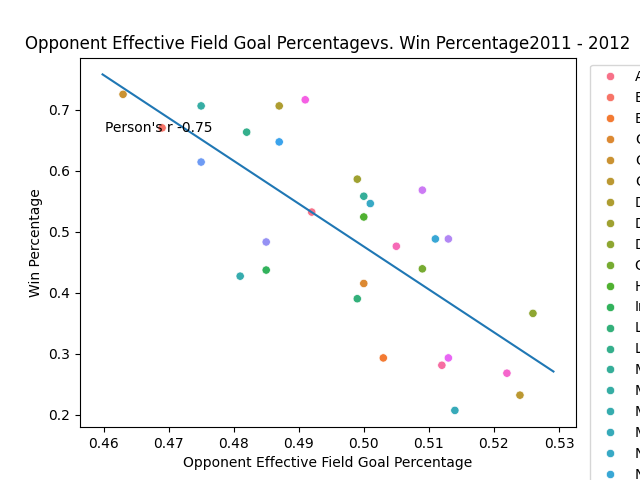 Opponent Effective Field Goal Percentagevs. Win Percentage2011 - 2012
Person's r -0.75
Win Percentage
0.7
0.6
0.5
0.4
0.3
0.2
0.46 0.47 0.48 0.49 0.50 0.51 0.52 0.53
Opponent Effective Field Goal Percentage